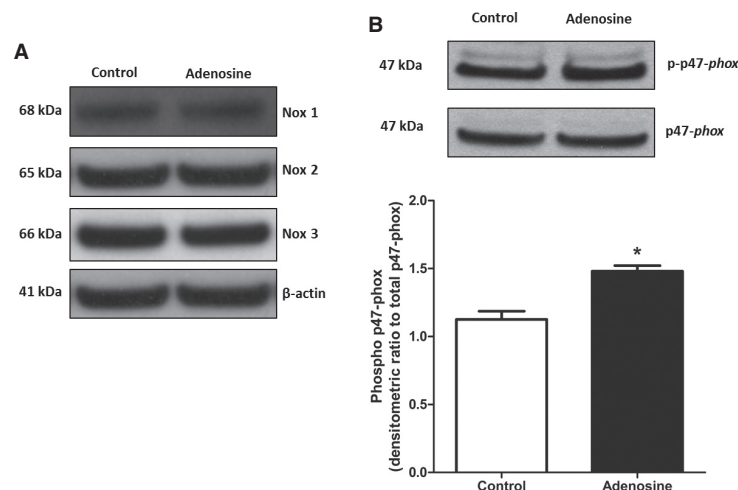 A
Control Adenosine
68 kDa Nox 1
65 kDa Nox 2
66 kDa Nox 3
41 kDa β-actin
B
Control Adenosine
47 kDa p-p47-phox
47 kDa p47-phox
Phospho p47-phox
(densitometric ratio to total p47-phox)
2.0
1.5
1.0
0.5
0.0
*
Control Adenosine